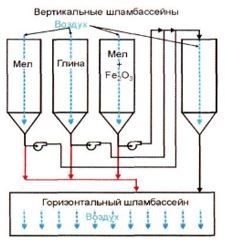 Вертикальные шламбассейны
Воздух
Мел
Глина
Мел
+
Fe₂O₃
Горизонтальный шламбассейн
Воздух